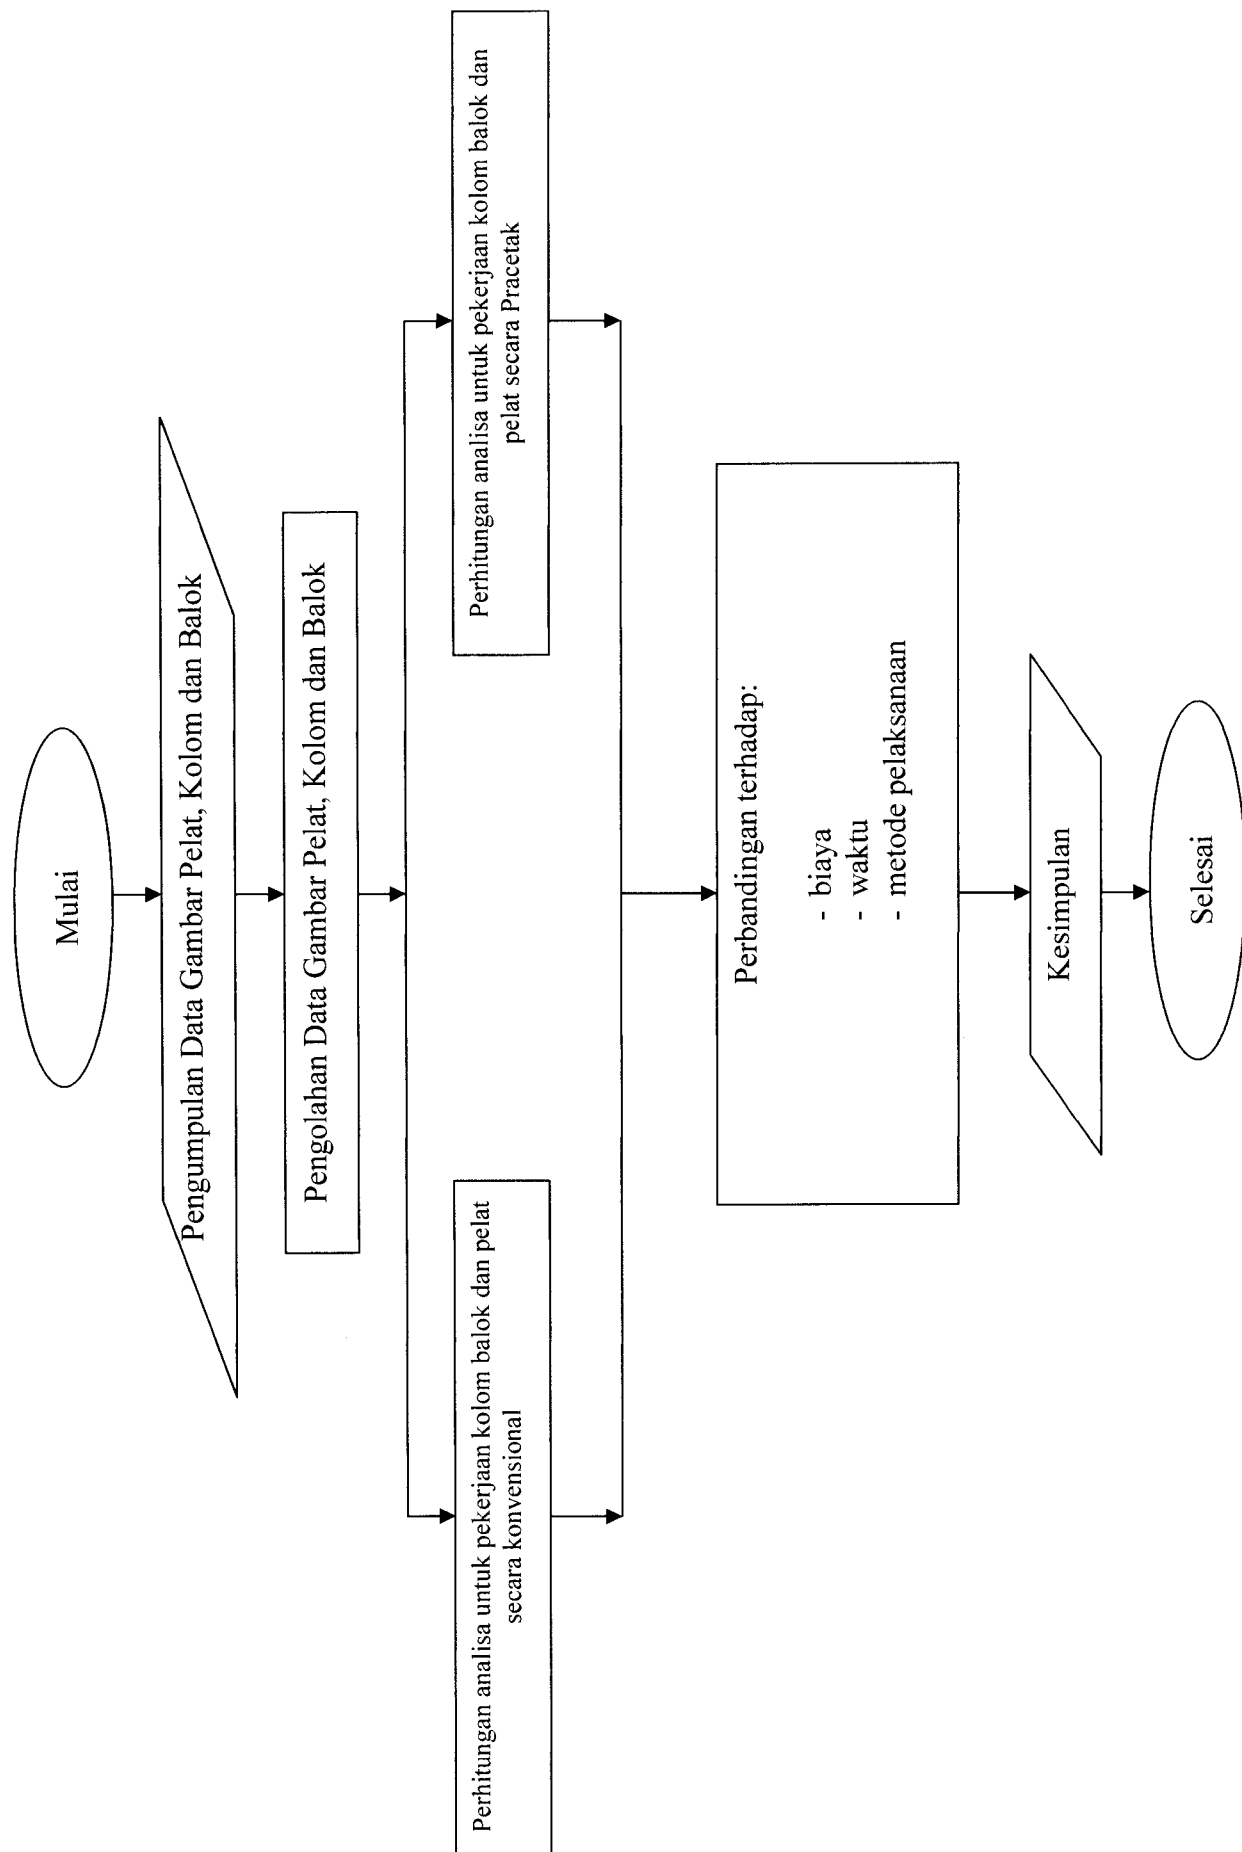 Mulai
Pengumpulan Data Gambar Pelat, Kolom dan Balok
Pengolahan Data Gambar Pelat, Kolom dan Balok
Perhitungan analisa untuk pekerjaan kolom balok dan pelat
secara konvensional
Perhitungan analisa untuk pekerjaan kolom balok dan
pelat secara Pracetak
Perbandingan terhadap:
- biaya
- waktu
- metode pelaksanaan
Kesimpulan
Selesai